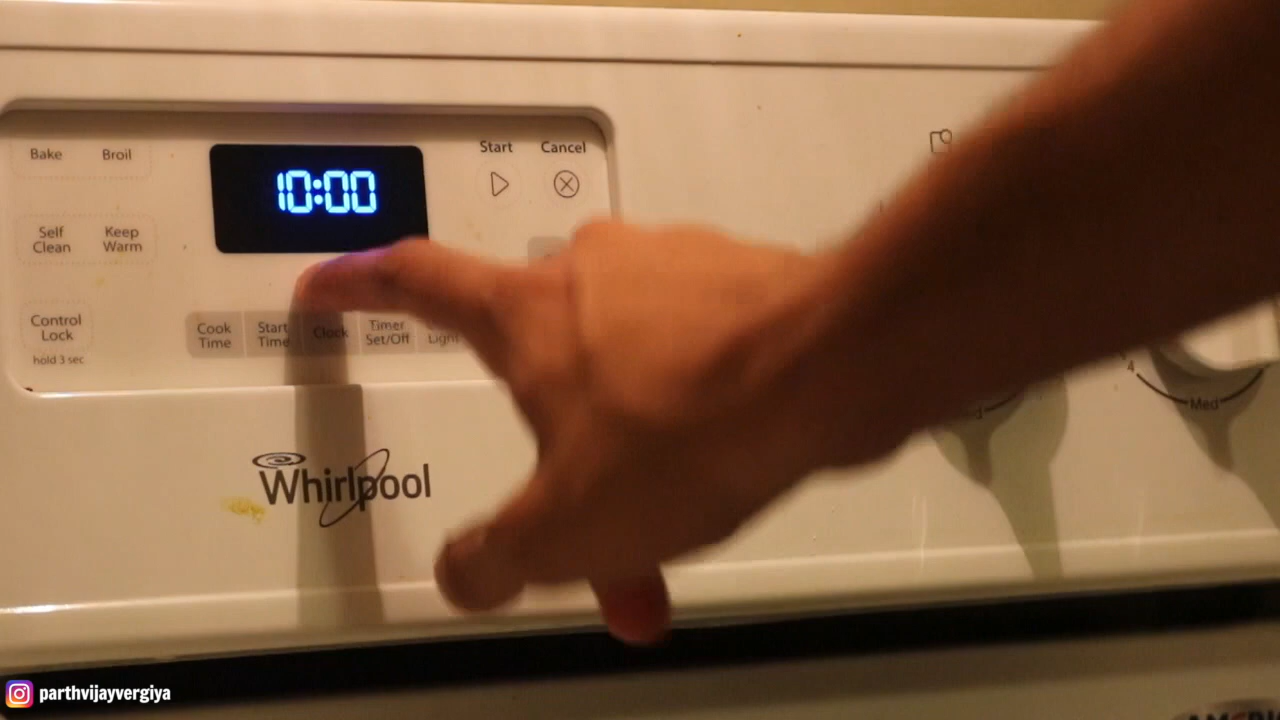 Bake Broil
10:00
Start Cancel
Self Clean
Keep Warm
Control Lock
hold 3 sec
Cook Time
Start Time
Clock
Timer Set/Off
Light
Whirlpool
4
Med
parthvijayvergiya